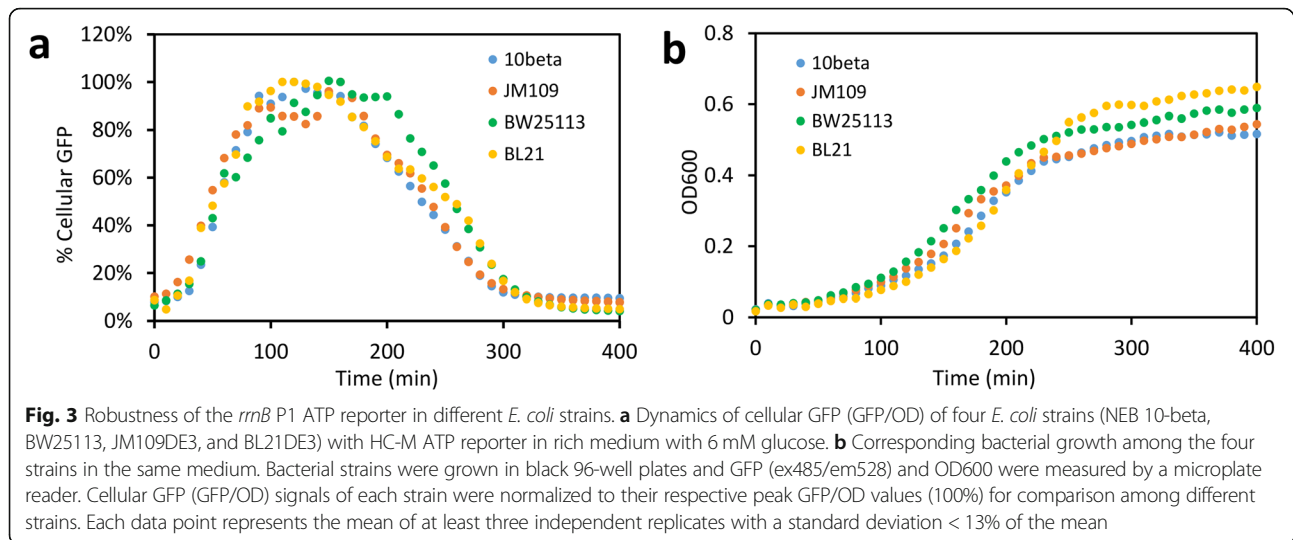 a
120%
100%
80%
60%
40%
20%
0%
% Cellular GFP
10beta
JM109
BW25113
BL21
0
100
200
300
400
Time (min)
b
0.8
0.6
0.4
0.2
0
OD600
10beta
JM109
BW25113
BL21
0
100
200
300
400
Time (min)
Fig. 3 Robustness of the rrnB P1 ATP reporter in different E. coli strains. a Dynamics of cellular GFP (GFP/OD) of four E. coli strains (NEB 10-beta,
BW25113, JM109DE3, and BL21DE3) with HC-M ATP reporter in rich medium with 6 mM glucose. b Corresponding bacterial growth among the four
strains in the same medium. Bacterial strains were grown in black 96-well plates and GFP (ex485/em528) and OD600 were measured by a microplate
reader. Cellular GFP (GFP/OD) signals of each strain were normalized to their respective peak GFP/OD values (100%) for comparison among different
strains. Each data point represents the mean of at least three independent replicates with a standard deviation < 13% of the mean